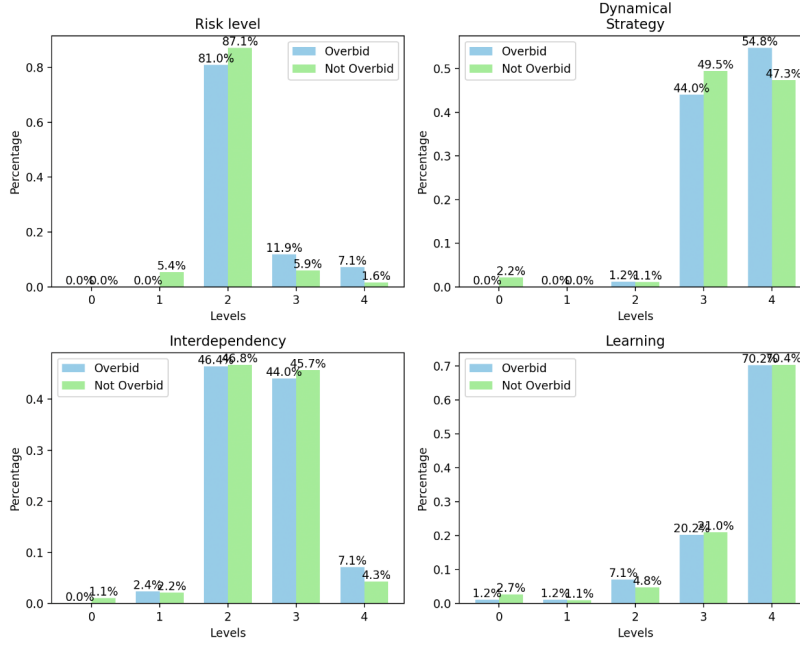 Risk level
Percentage
0.8
0.6
0.4
0.2
0.0
Overbid
Not Overbid
0.0% 0.0%
0.0% 5.4%
81.0% 87.1%
11.9% 5.9%
7.1% 1.6%
0 1 2 3 4
Levels
Dynamical
Strategy
Percentage
0.5
0.4
0.3
0.2
0.1
0.0
Overbid
Not Overbid
0.0% 2.2%
0.0% 0.0%
1.2% 1.1%
44.0% 49.5%
54.8% 47.3%
0 1 2 3 4
Levels
Interdependency
Percentage
0.4
0.3
0.2
0.1
0.0
Overbid
Not Overbid
0.0% 1.1%
2.4% 2.2%
46.4% 46.8%
44.0% 45.7%
7.1% 4.3%
0 1 2 3 4
Levels
Learning
Percentage
0.7
0.6
0.5
0.4
0.3
0.2
0.1
0.0
Overbid
Not Overbid
1.2% 2.7%
1.2% 1.1%
7.1% 4.8%
20.2% 21.0%
70.2% 70.4%
0 1 2 3 4
Levels